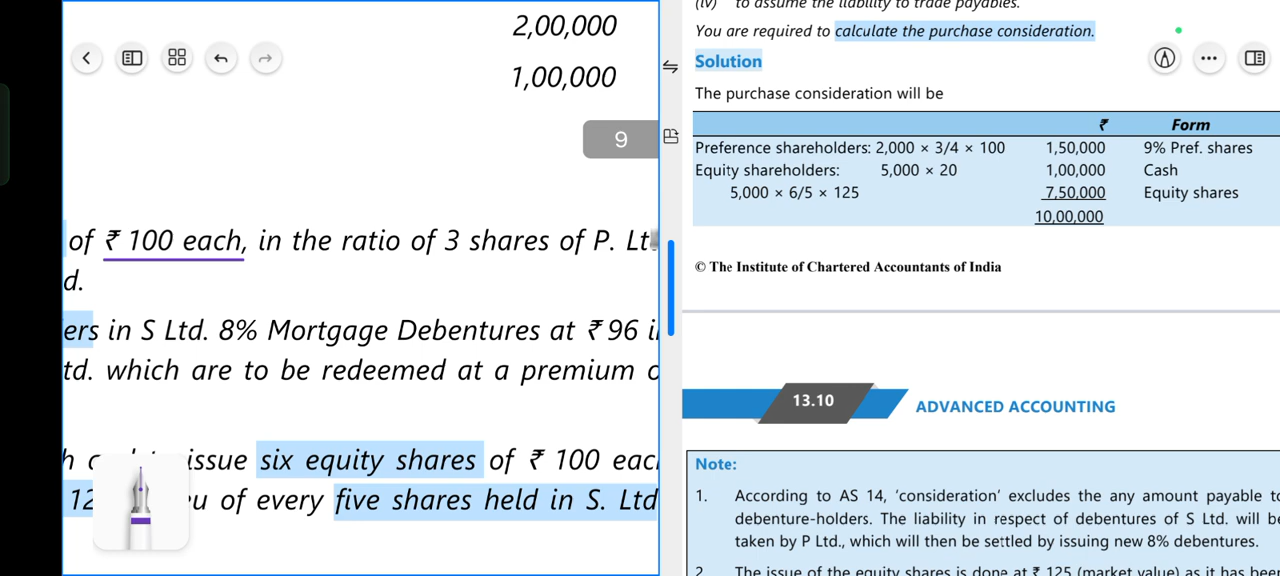 2,00,000
1,00,000
9
of ₹ 100 each, in the ratio of 3 shares of P. Lt
d.
ers in S Ltd. 8% Mortgage Debentures at ₹ 96 i
td. which are to be redeemed at a premium o
issue six equity shares of ₹ 100 eac
12 u of every five shares held in S. Ltd
(iv) to assume the liability to trade payables.
You are required to calculate the purchase consideration.
Solution
The purchase consideration will be
₹ Form
Preference shareholders: 2,000 × 3/4 × 100 1,50,000 9% Pref. shares
Equity shareholders: 5,000 × 20 1,00,000 Cash
5,000 × 6/5 × 125 7,50,000 Equity shares
10,00,000
© The Institute of Chartered Accountants of India
13.10 ADVANCED ACCOUNTING
Note:
1. According to AS 14, ‘consideration’ excludes the any amount payable to
debenture-holders. The liability in respect of debentures of S Ltd. will be
taken by P Ltd., which will then be settled by issuing new 8% debentures.
2. The issue of the equity shares is done at ₹ 125 (market value) as it has been